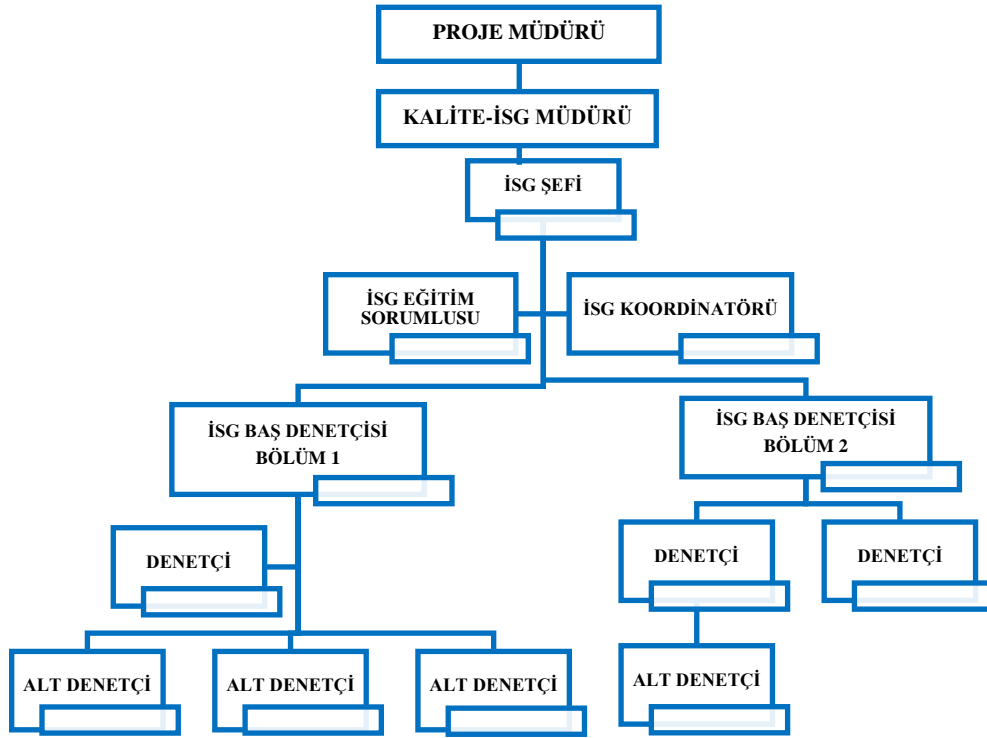 PROJE MÜDÜRÜ
KALİTE-İSG MÜDÜRÜ
İSG ŞEFİ
İSG EĞİTİM
SORUMLUSU
İSG KOORDİNATÖRÜ
İSG BAŞ DENETÇİSİ
BÖLÜM 1
İSG BAŞ DENETÇİSİ
BÖLÜM 2
DENETÇİ
DENETÇİ
DENETÇİ
ALT DENETÇİ
ALT DENETÇİ
ALT DENETÇİ
ALT DENETÇİ